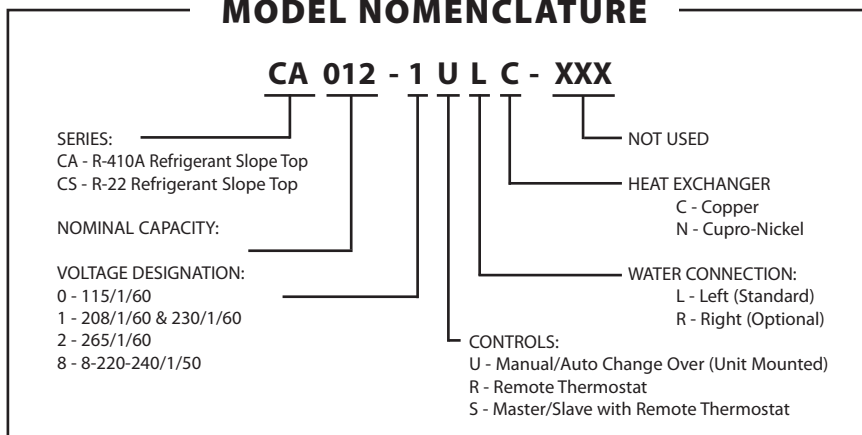 MODEL NOMENCLATURE
CA 012 - 1 U L C - XXX
SERIES:
CA - R-410A Refrigerant Slope Top
CS - R-22 Refrigerant Slope Top
NOMINAL CAPACITY:
VOLTAGE DESIGNATION:
0 - 115/1/60
1 - 208/1/60 & 230/1/60
2 - 265/1/60
8 - 8-220-240/1/50
NOT USED
HEAT EXCHANGER
C - Copper
N - Cupro-Nickel
WATER CONNECTION:
L - Left (Standard)
R - Right (Optional)
CONTROLS:
U - Manual/Auto Change Over (Unit Mounted)
R - Remote Thermostat
S - Master/Slave with Remote Thermostat